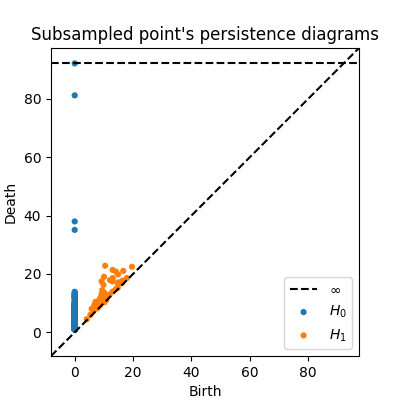 Subsampled point's persistence diagrams
Death
80
60
40
20
0
∞
H₀
H₁
0 20 40 60 80
Birth